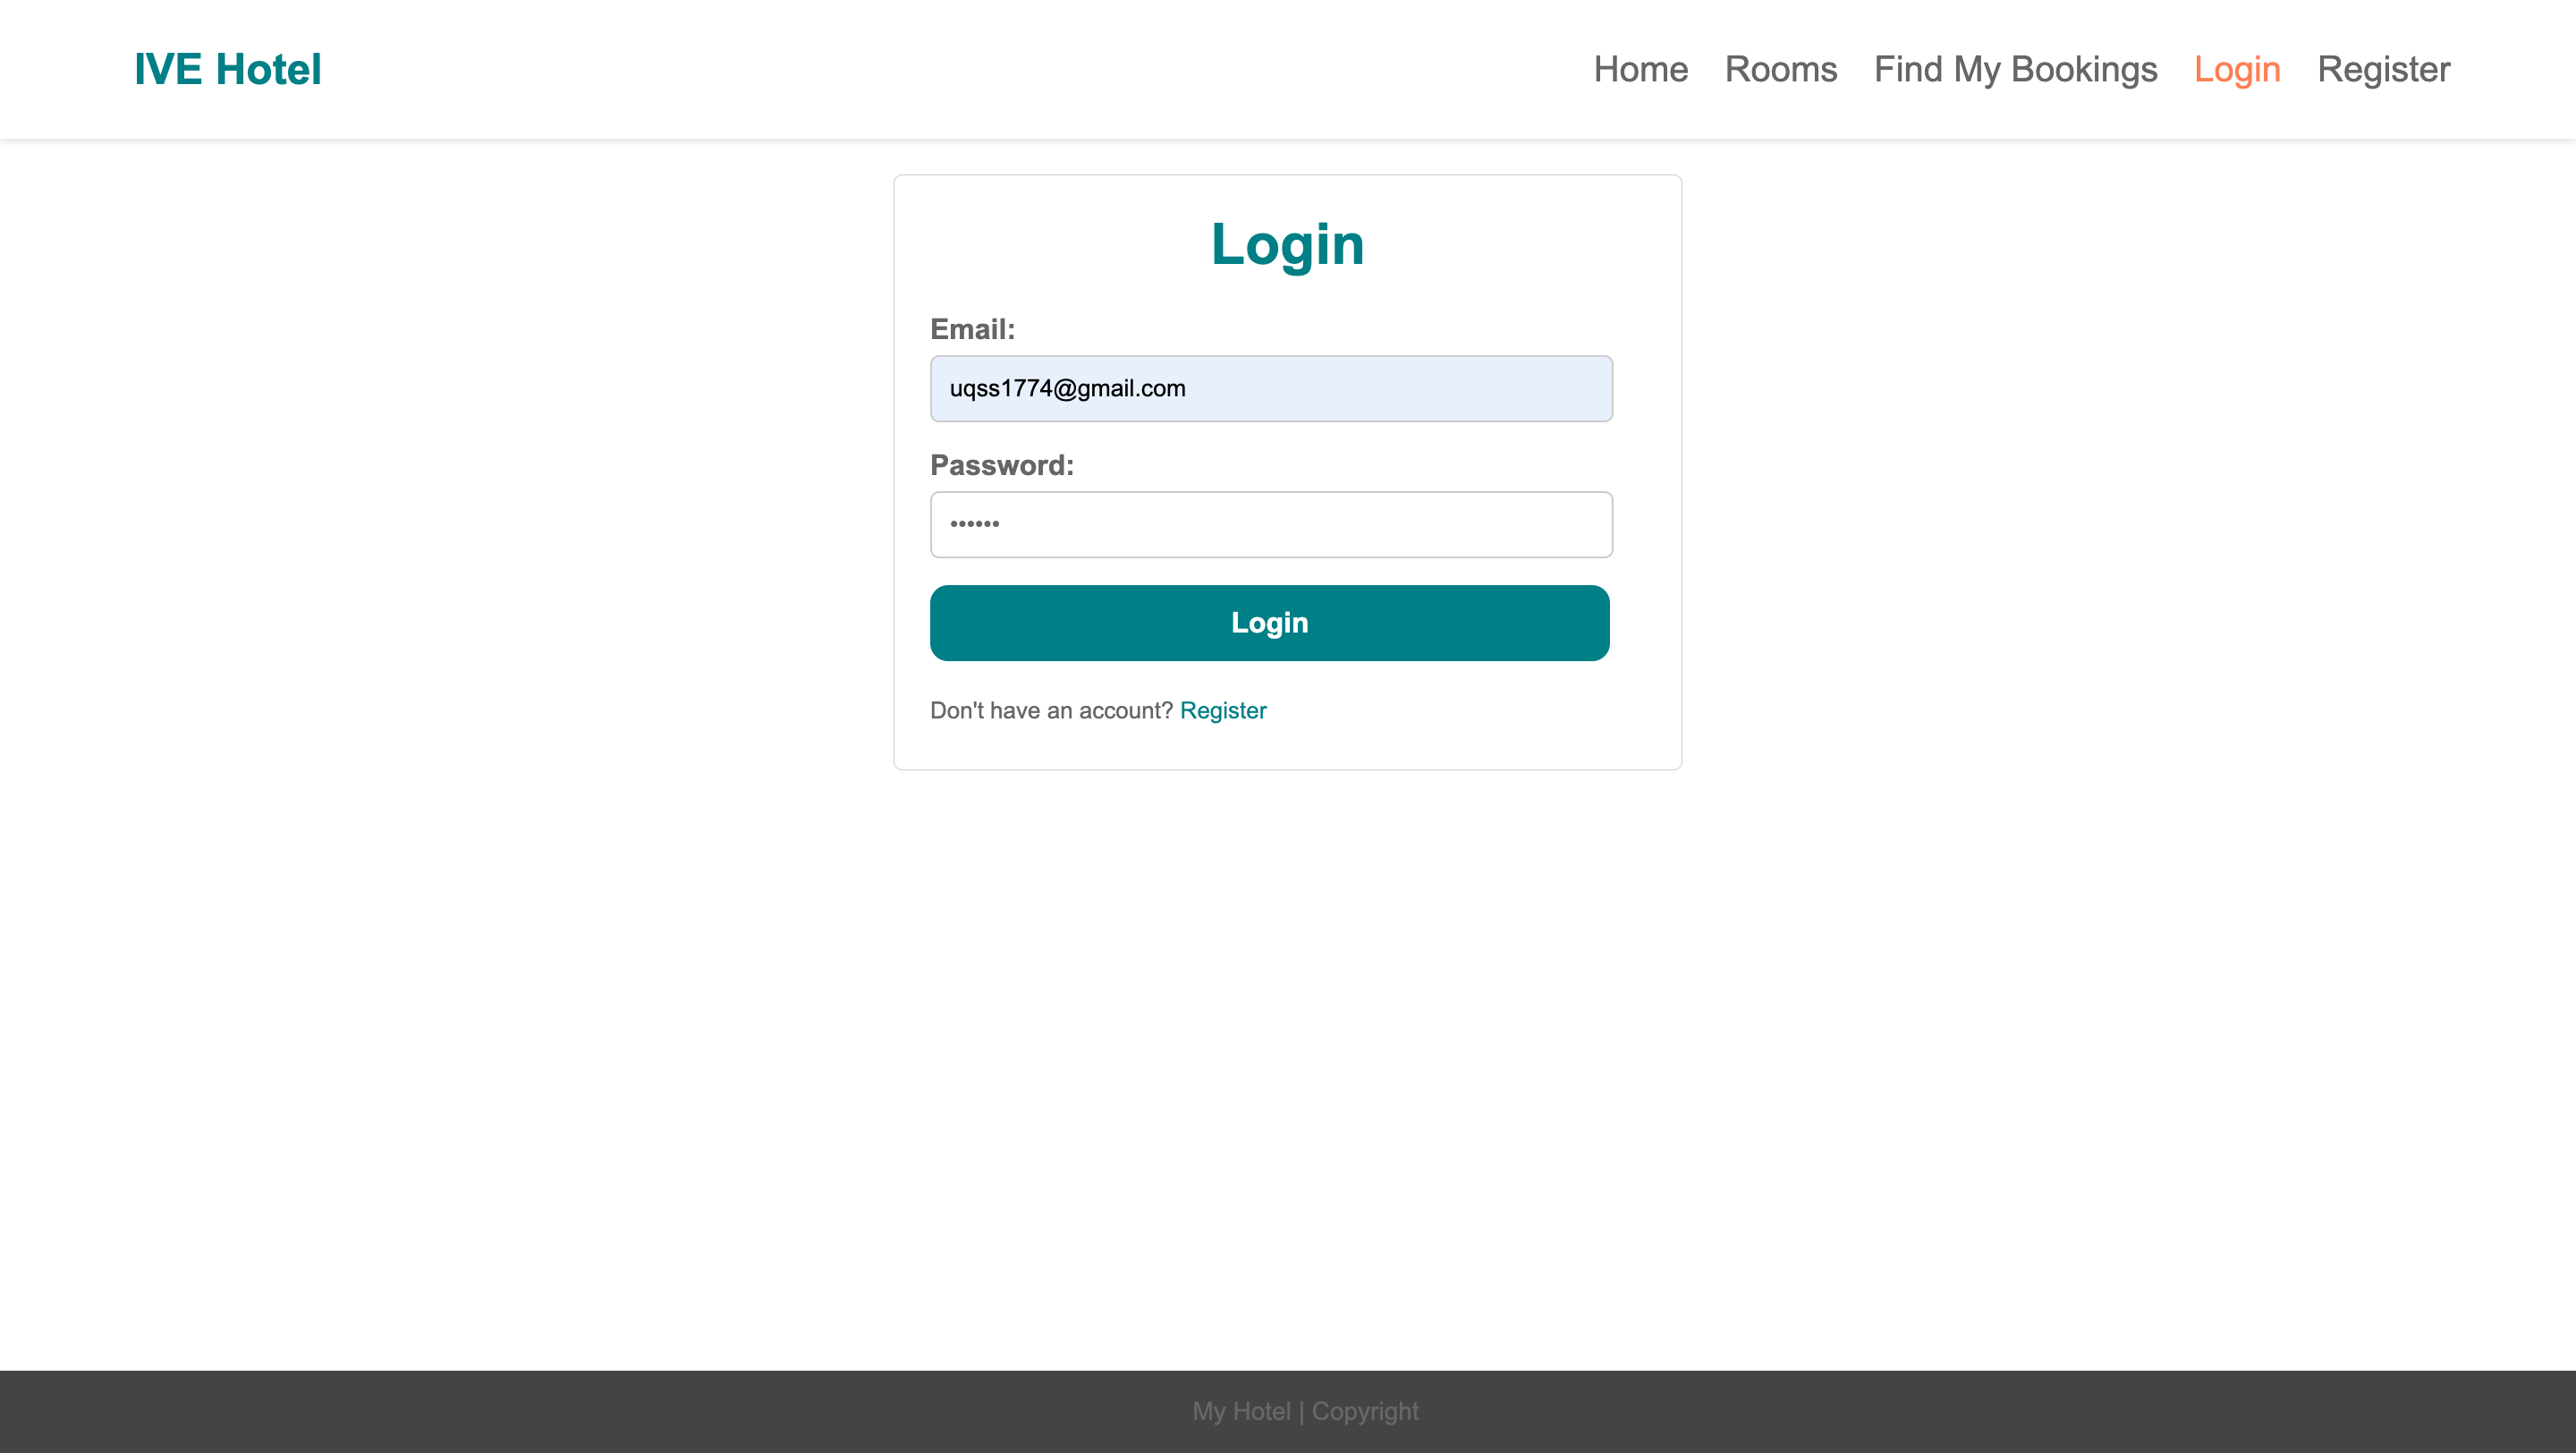 IVE Hotel
Home Rooms Find My Bookings Login Register
Login
Email:
uqss1774@gmail.com
Password:
••••••
Login
Don't have an account? Register
My Hotel | Copyright